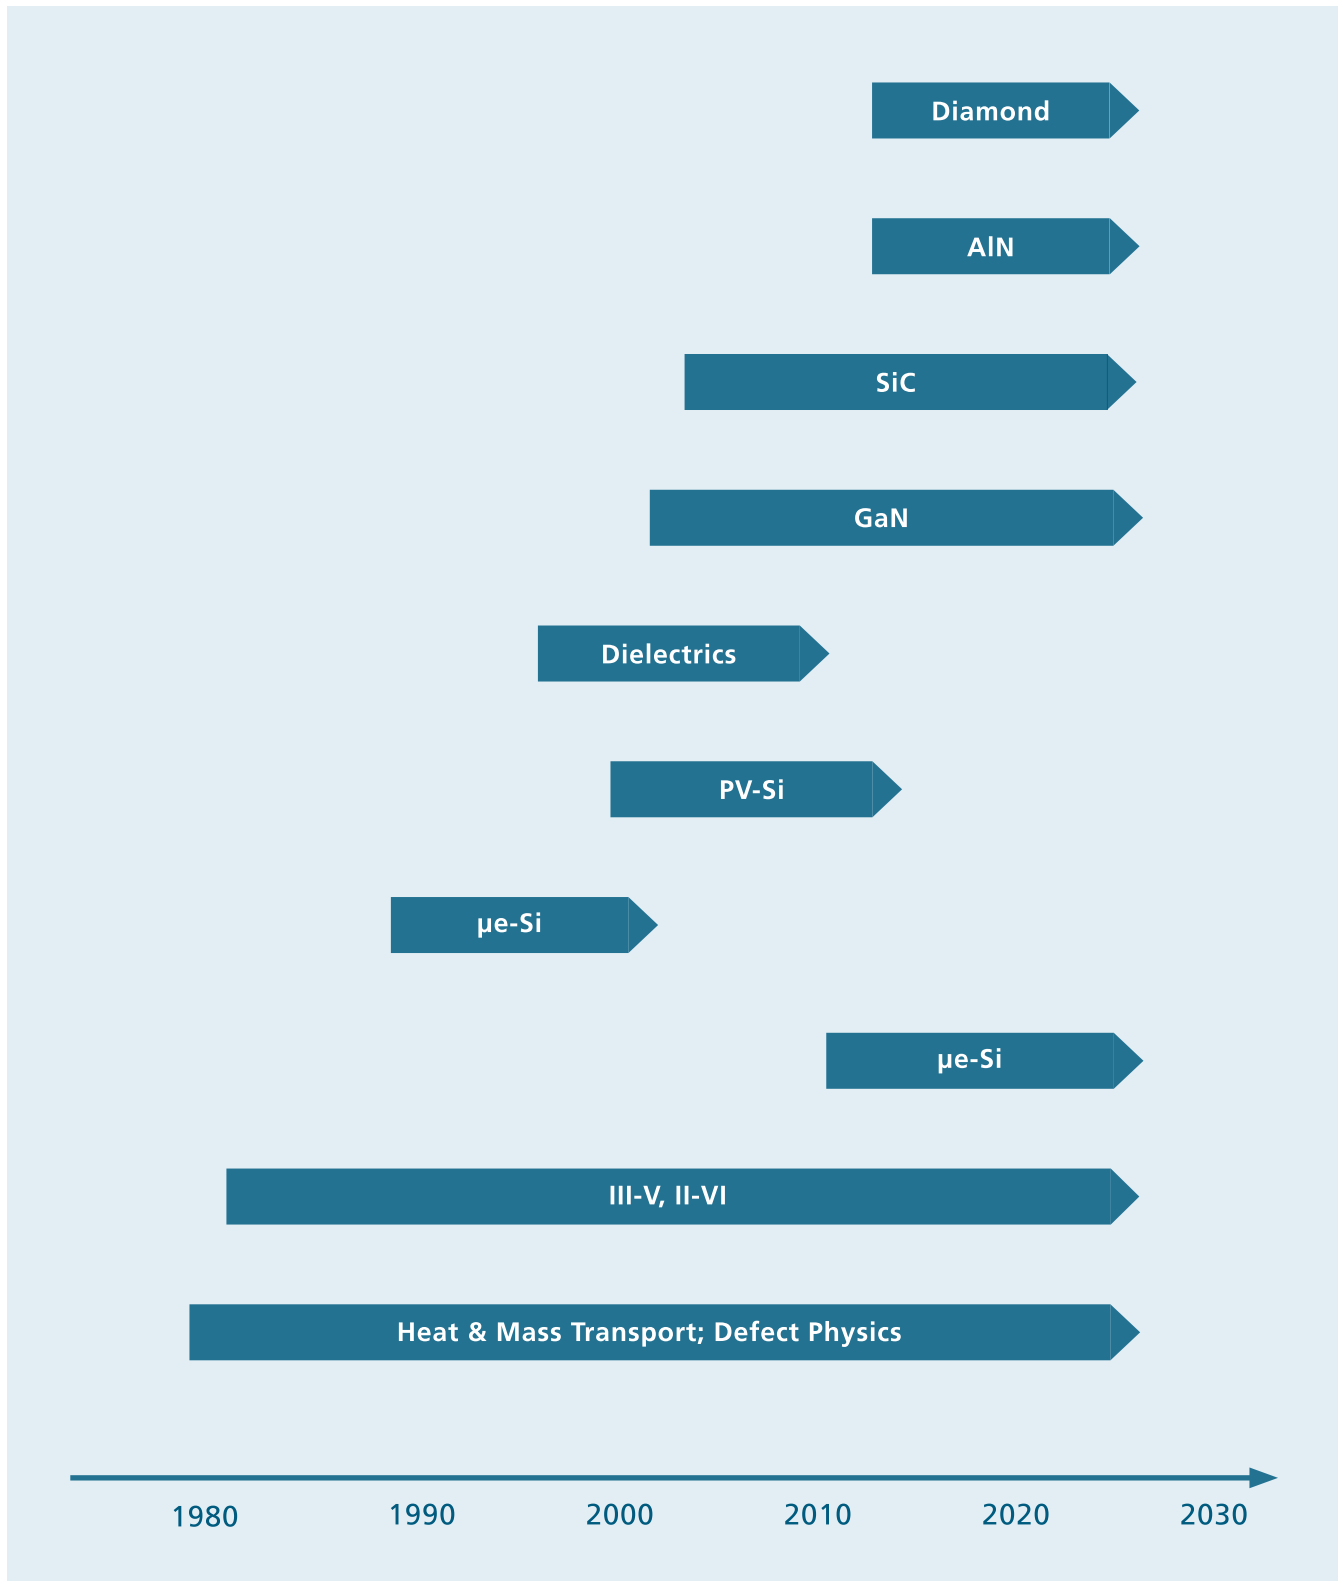 Diamond
AlN
SiC
GaN
Dielectrics
PV-Si
µe-Si
µe-Si
III-V, II-VI
Heat & Mass Transport; Defect Physics
1980 1990 2000 2010 2020 2030